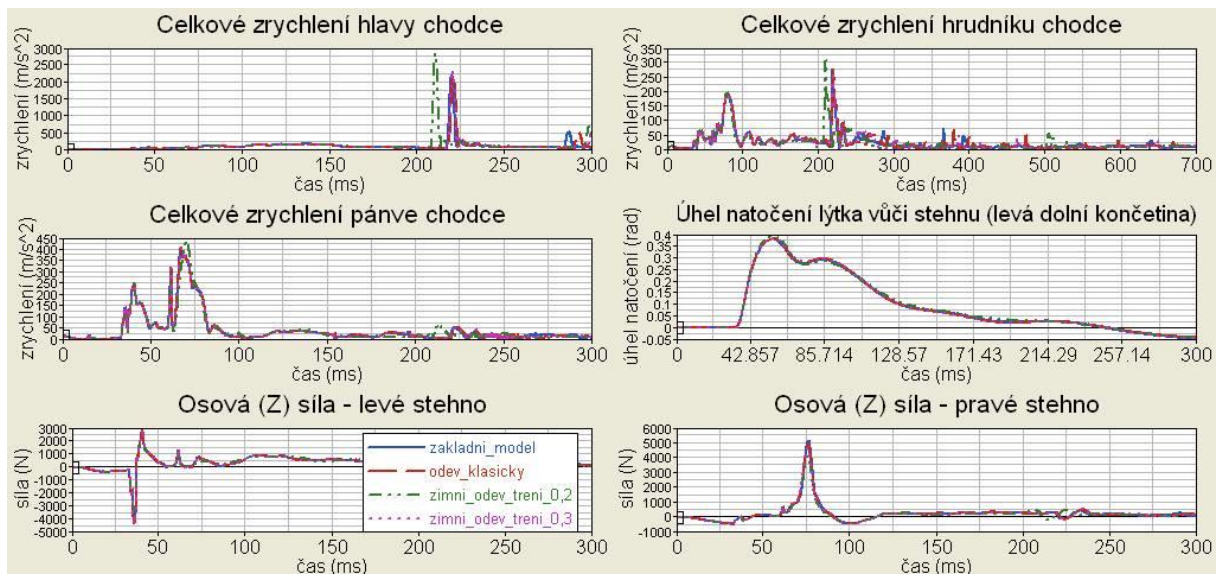 Celkové zrychlení hlavy chodce
zrychlení (m/s^2)
3000
2500
2000
1500
1000
500
0
0 50 100 150 200 250 300
čas (ms)
Celkové zrychlení hrudníku chodce
zrychlení (m/s^2)
350
300
250
200
150
100
50
0
0 100 200 300 400 500 600 700
čas (ms)
Celkové zrychlení pánve chodce
zrychlení (m/s^2)
450
400
350
300
250
200
150
100
50
0
0 50 100 150 200 250 300
čas (ms)
Úhel natočení lýtka vůči stehnu (levá dolní končetina)
úhel natočení (rad)
0.4
0.35
0.3
0.25
0.2
0.15
0.1
0.05
0
-0.05
0 42.857 85.714 128.57 171.43 214.29 257.14 300
čas (ms)
Osová (Z) síla - levé stehno
síla (N)
3000
2000
1000
0
-1000
-2000
-3000
-4000
-5000
0 50 100 150 200 250 300
čas (ms)
zakladni_model
odev_klasicky
zimni_odev_treni_0,2
zimni_odev_treni_0,3
Osová (Z) síla - pravé stehno
síla (N)
6000
5000
4000
3000
2000
1000
0
-1000
0 50 100 150 200 250 300
čas (ms)